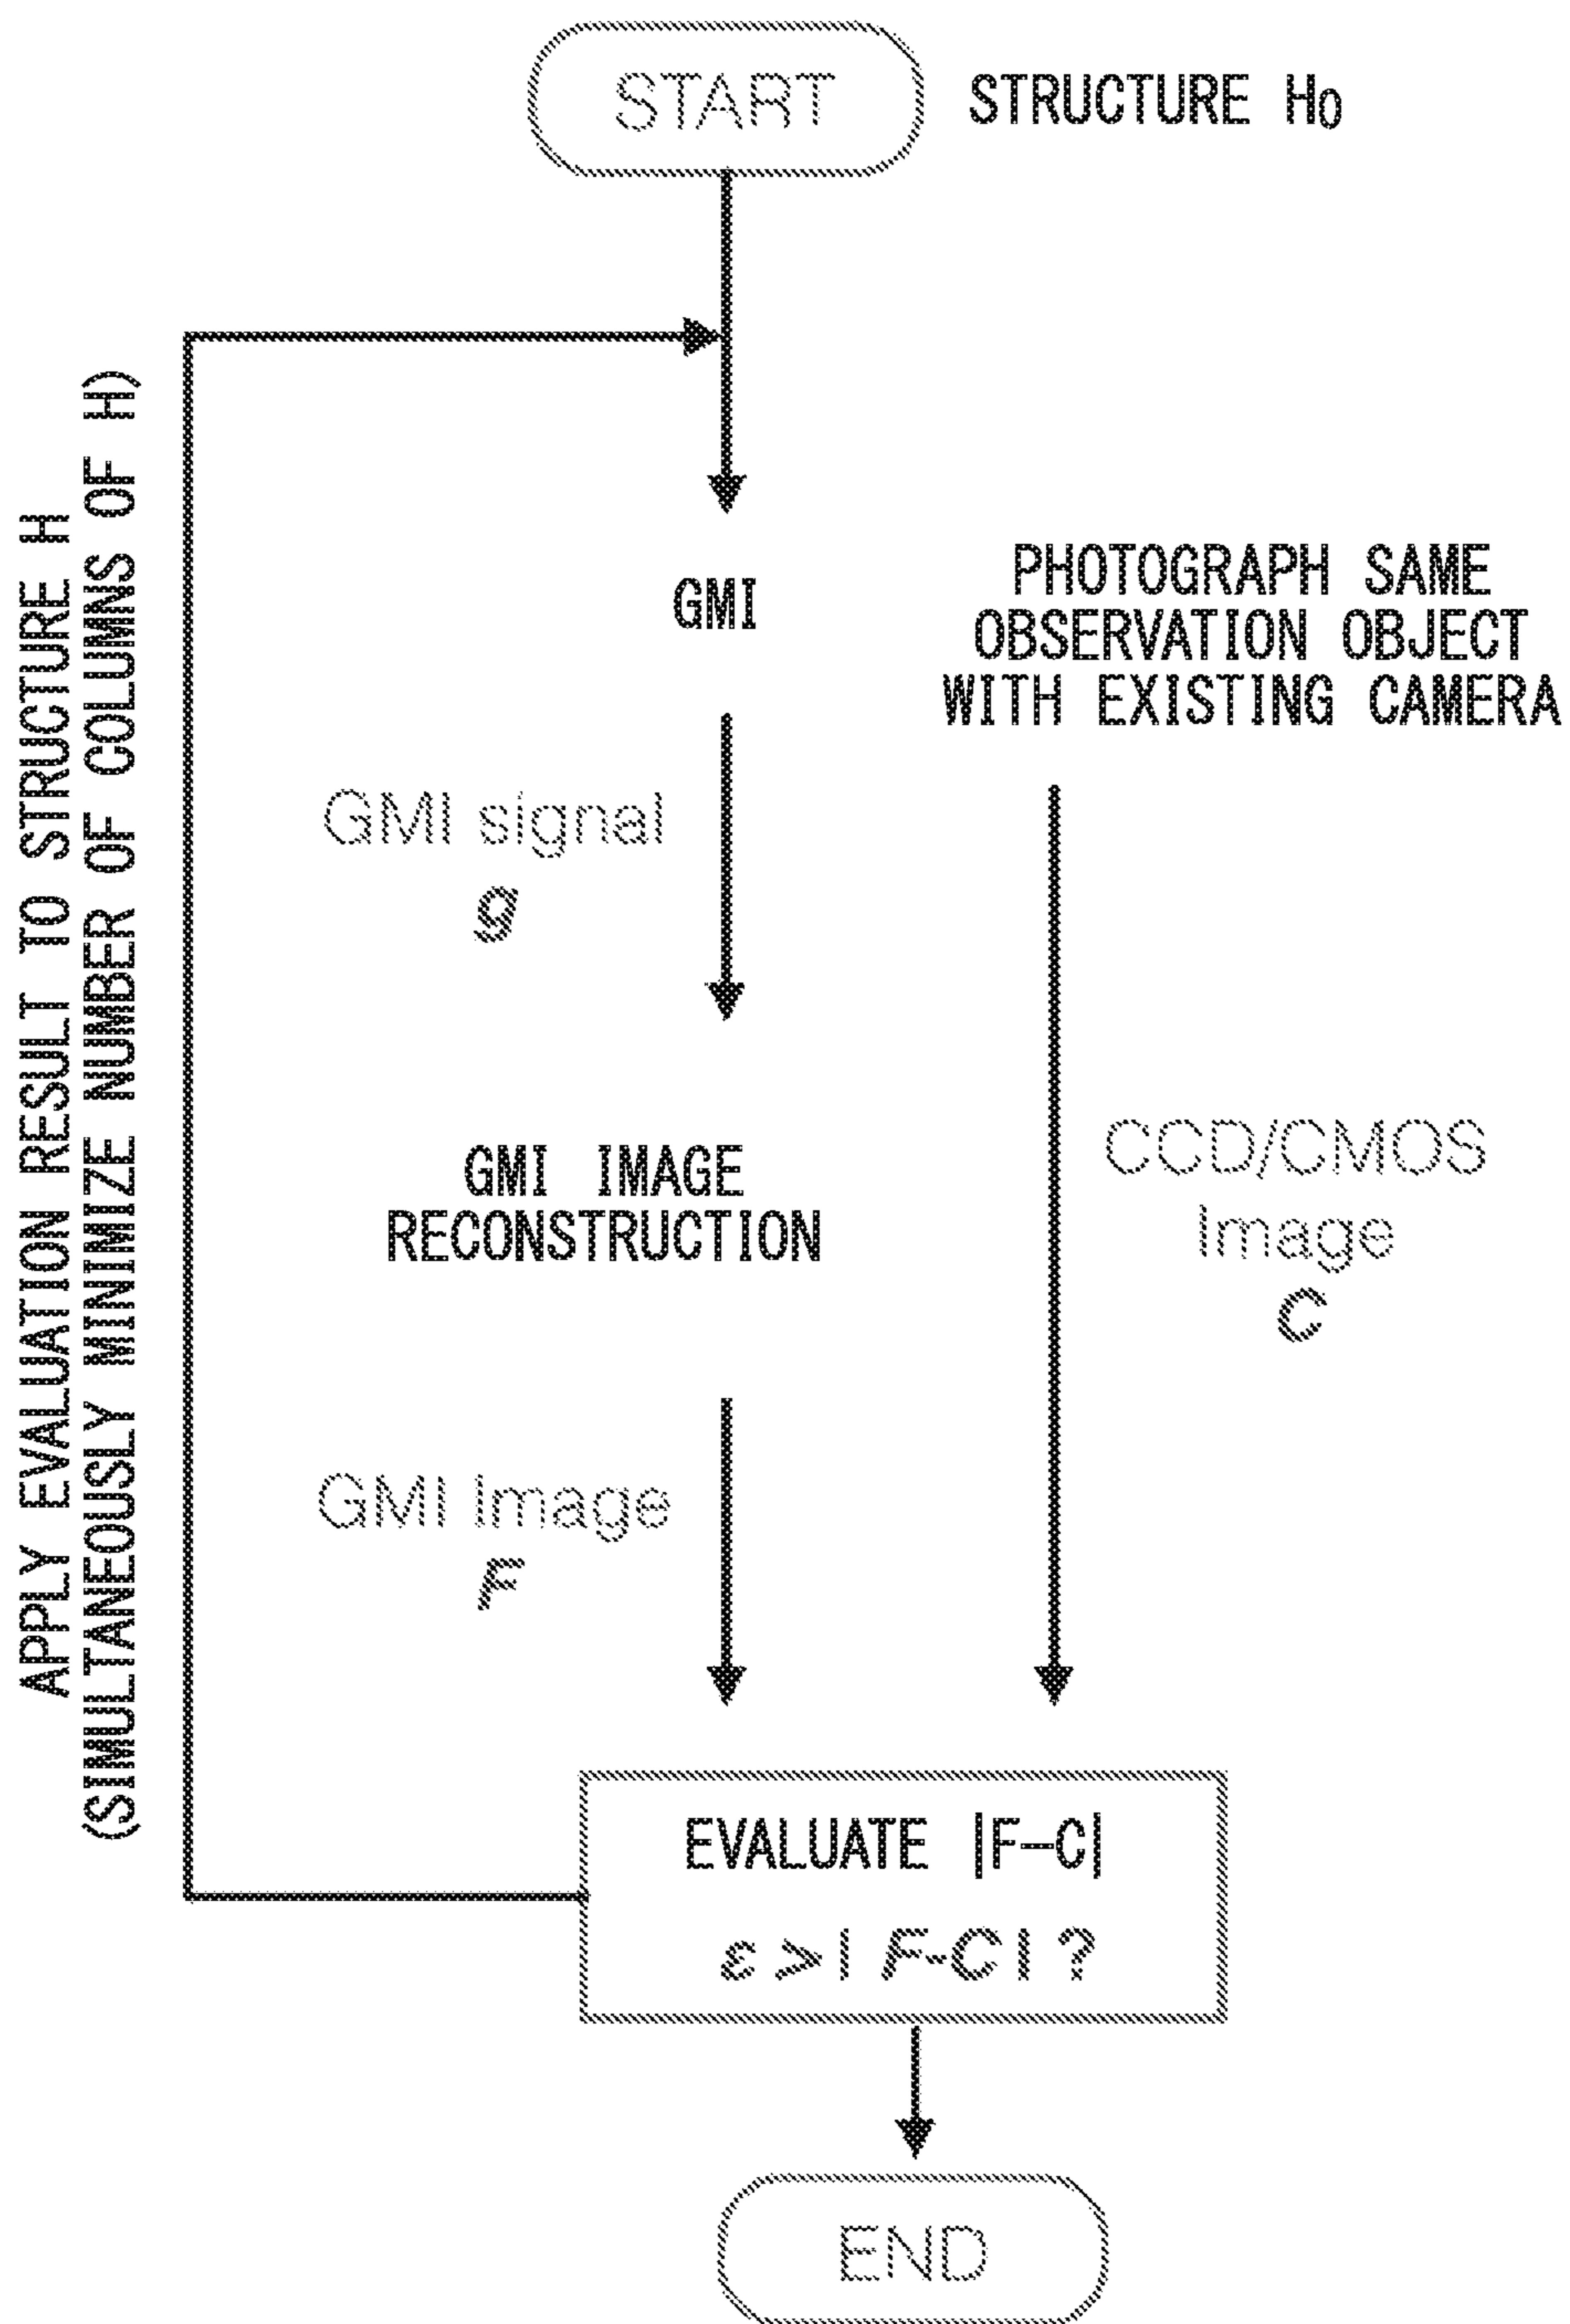 START
STRUCTURE H0
APPLY EVALUATION RESULT TO STRUCTURE H
(SIMULTANEOUSLY MINIMIZE NUMBER OF COLUMNS OF H)
GMI
PHOTOGRAPH SAME
OBSERVATION OBJECT
WITH EXISTING CAMERA
GMI signal
g
GMI IMAGE
RECONSTRUCTION
CCD/CMOS
Image
C
GMI Image
F
EVALUATE |F-C|
ε>|F-C|?
END